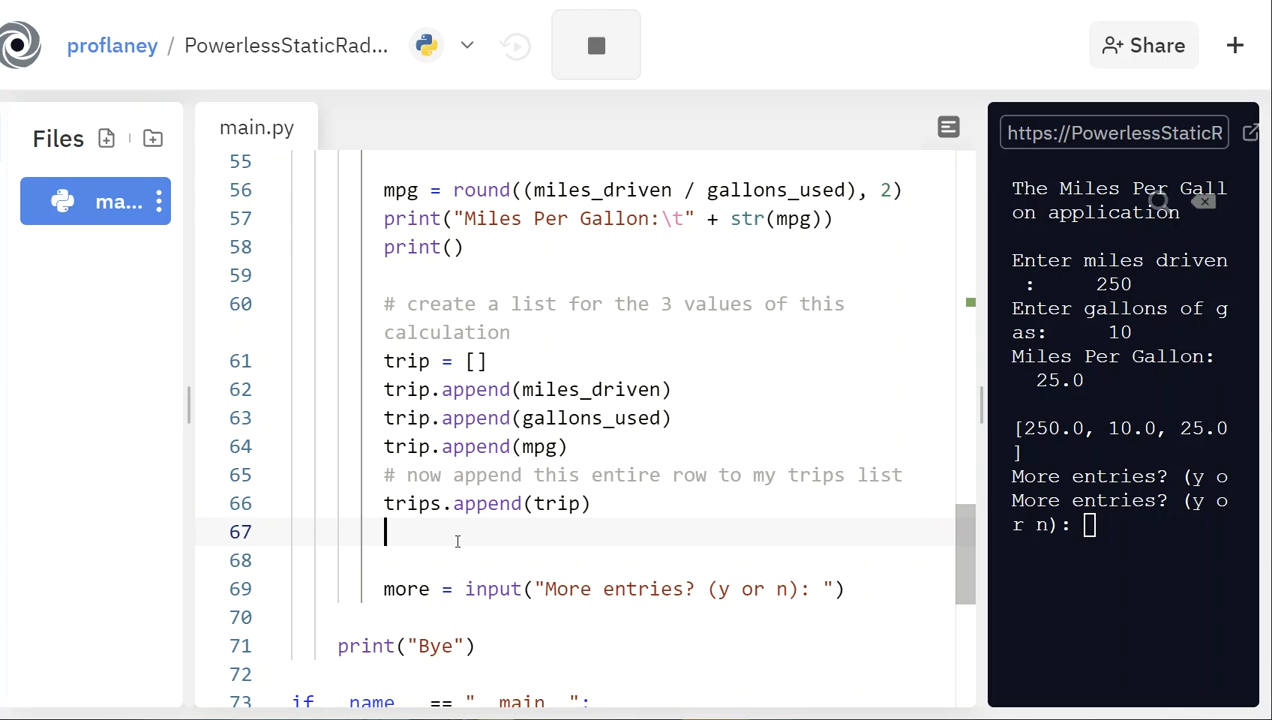 proflaney / PowerlessStaticRad...
Share
Files
main.py
ma...
55
56 mpg = round((miles_driven / gallons_used), 2)
57 print("Miles Per Gallon:\t" + str(mpg))
58 print()
59
60 # create a list for the 3 values of this
calculation
61 trip = []
62 trip.append(miles_driven)
63 trip.append(gallons_used)
64 trip.append(mpg)
65 # now append this entire row to my trips list
66 trips.append(trip)
67
68
69 more = input("More entries? (y or n): ")
70
71 print("Bye")
72
73 if __name__ == "__main__":
https://PowerlessStaticR
The Miles Per Gall
on application
Enter miles driven
: 250
Enter gallons of g
as: 10
Miles Per Gallon:
25.0
[250.0, 10.0, 25.0
]
More entries? (y o
More entries? (y o
r n):